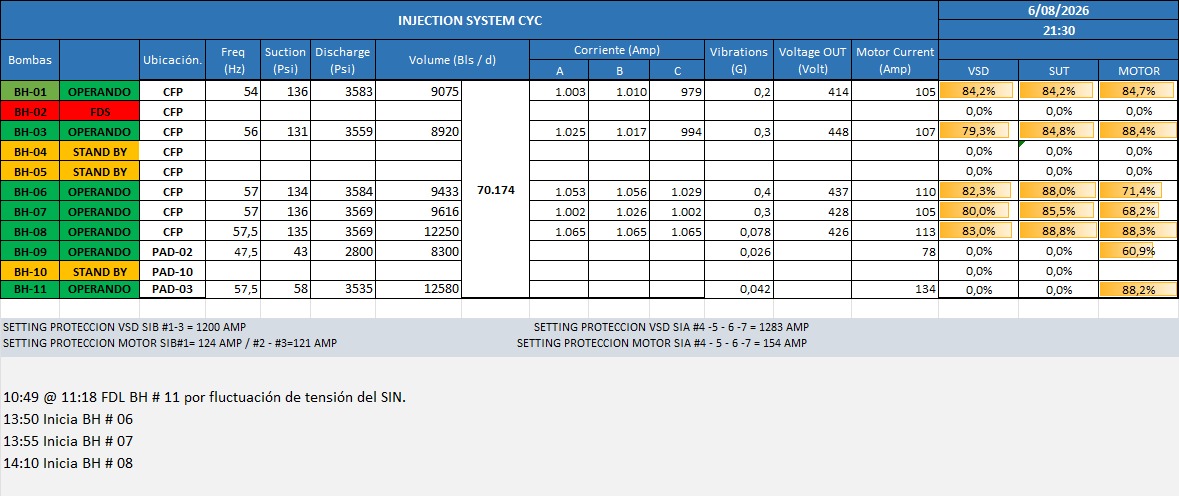 INJECTION SYSTEM CYC 6/08/2026
21:30
Bombas Ubicación. Freq (Hz) Suction (Psi) Discharge (Psi) Volume (Bls / d) Corriente (Amp) A B C Vibrations (G) Voltage OUT (Volt) Motor Current (Amp) VSD SUT MOTOR
BH-01 OPERANDO CFP 54 136 3583 9075 1.003 1.010 979 0,2 414 105 84,2% 84,2% 84,7%
BH-02 FDS CFP 0,0% 0,0% 0,0%
BH-03 OPERANDO CFP 56 131 3559 8920 1.025 1.017 994 0,3 448 107 79,3% 84,8% 88,4%
BH-04 STAND BY CFP 0,0% 0,0% 0,0%
BH-05 STAND BY CFP 0,0% 0,0% 0,0%
BH-06 OPERANDO CFP 57 134 3584 9433 70.174 1.053 1.056 1.029 0,4 437 110 82,3% 88,0% 71,4%
BH-07 OPERANDO CFP 57 136 3569 9616 1.002 1.026 1.002 0,3 428 105 80,0% 85,5% 68,2%
BH-08 OPERANDO CFP 57,5 135 3569 12250 1.065 1.065 1.065 0,078 426 113 83,0% 88,8% 88,3%
BH-09 OPERANDO PAD-02 47,5 43 2800 8300 0,026 78 0,0% 0,0% 60,9%
BH-10 STAND BY PAD-10 0,0% 0,0%
BH-11 OPERANDO PAD-03 57,5 58 3535 12580 0,042 134 0,0% 0,0% 88,2%
SETTING PROTECCION VSD SIB #1-3 = 1200 AMP SETTING PROTECCION VSD SIA #4 -5 - 6 -7 = 1283 AMP
SETTING PROTECCION MOTOR SIB#1= 124 AMP / #2 - #3=121 AMP SETTING PROTECCION MOTOR SIA #4 - 5 - 6 -7 = 154 AMP
10:49 @ 11:18 FDL BH # 11 por fluctuación de tensión del SIN.
13:50 Inicia BH # 06
13:55 Inicia BH # 07
14:10 Inicia BH # 08